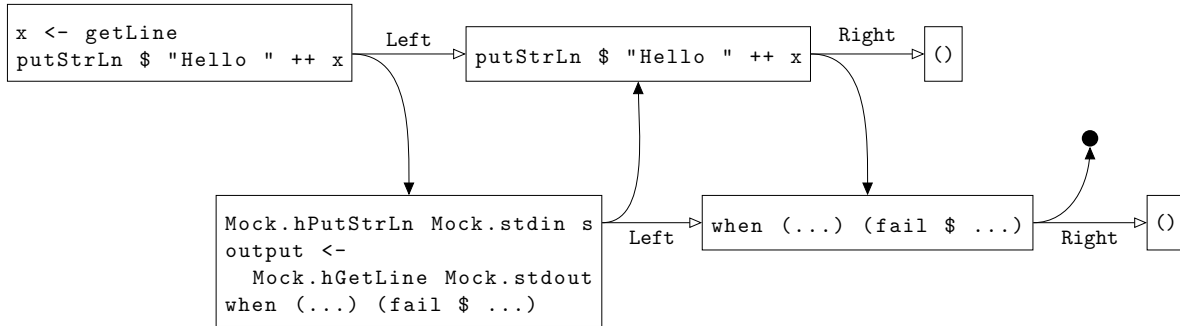 x <- getLine
putStrLn $ "Hello " ++ x
Left
putStrLn $ "Hello " ++ x
Right
()
Mock.hPutStrLn Mock.stdin s
output <-
  Mock.hGetLine Mock.stdout
when (...) (fail $ ...)
Left
when (...) (fail $ ...)
Right
()